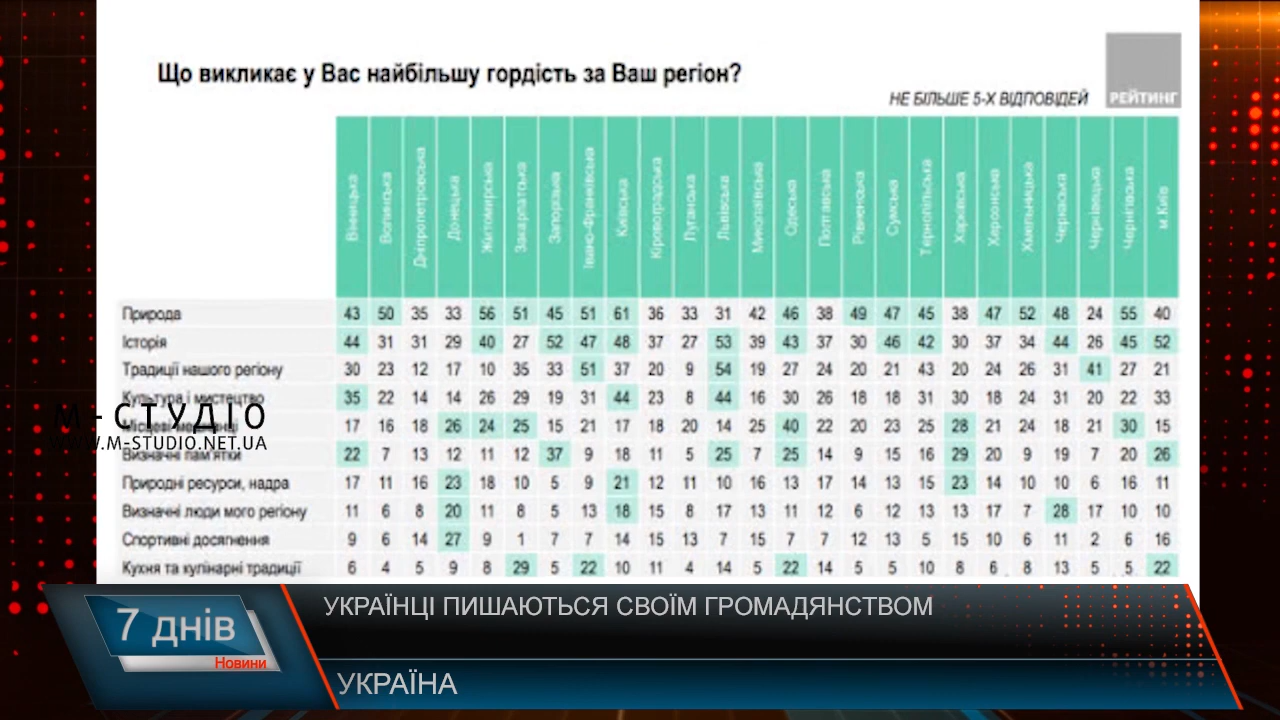 Що викликає у Вас найбільшу гордість за Ваш регіон?
НЕ БІЛЬШЕ 5-Х ВІДПОВІДЕЙ
РЕЙТИНГ
Вінницька Волинська Дніпропетровська Донецька Житомирська Закарпатська Запорізька Івано-Франківська Київська Кіровоградська Луганська Львівська Миколаївська Одеська Полтавська Рівненська Сумська Тернопільська Харківська Херсонська Хмельницька Черкаська Чернівецька Чернігівська м.Київ
Природа 43 50 35 33 56 51 45 51 61 36 33 31 42 46 38 49 47 45 38 47 52 48 24 55 40
Історія 44 31 31 29 40 27 52 47 48 37 27 53 39 43 37 30 46 42 30 37 34 44 26 45 52
Традиції нашого регіону 30 23 12 17 10 35 33 51 37 20 9 54 19 27 24 20 21 43 20 24 26 31 41 27 21
Культура і мистецтво 35 22 14 14 26 29 19 31 44 23 8 44 16 30 26 18 18 31 30 18 24 31 20 22 33
М-СТУДІО
Місцеві 17 16 18 26 24 25 15 21 17 18 20 14 25 40 22 20 23 25 28 21 24 18 21 30 15
WWW.M-STUDIO.NET.UA
Визначні пам'ятки 22 7 13 12 11 12 37 9 18 11 5 25 7 25 14 9 15 16 29 20 9 19 7 20 26
Природні ресурси, надра 17 11 16 23 18 10 5 9 21 12 11 10 16 13 17 14 13 15 23 14 10 10 6 16 11
Визначні люди мого регіону 11 6 8 20 11 8 5 13 18 15 8 17 13 11 12 6 12 13 13 17 7 28 17 10 10
Спортивні досягнення 9 6 14 27 9 1 7 7 14 15 13 7 15 7 7 12 13 5 15 10 6 11 2 6 16
Кухня та кулінарні традиції 6 4 5 9 8 29 5 22 10 11 4 14 5 22 14 5 5 10 8 6 8 13 5 5 22
7 днів
Новини
УКРАЇНЦІ ПИШАЮТЬСЯ СВОЇМ ГРОМАДЯНСТВОМ
УКРАЇНА